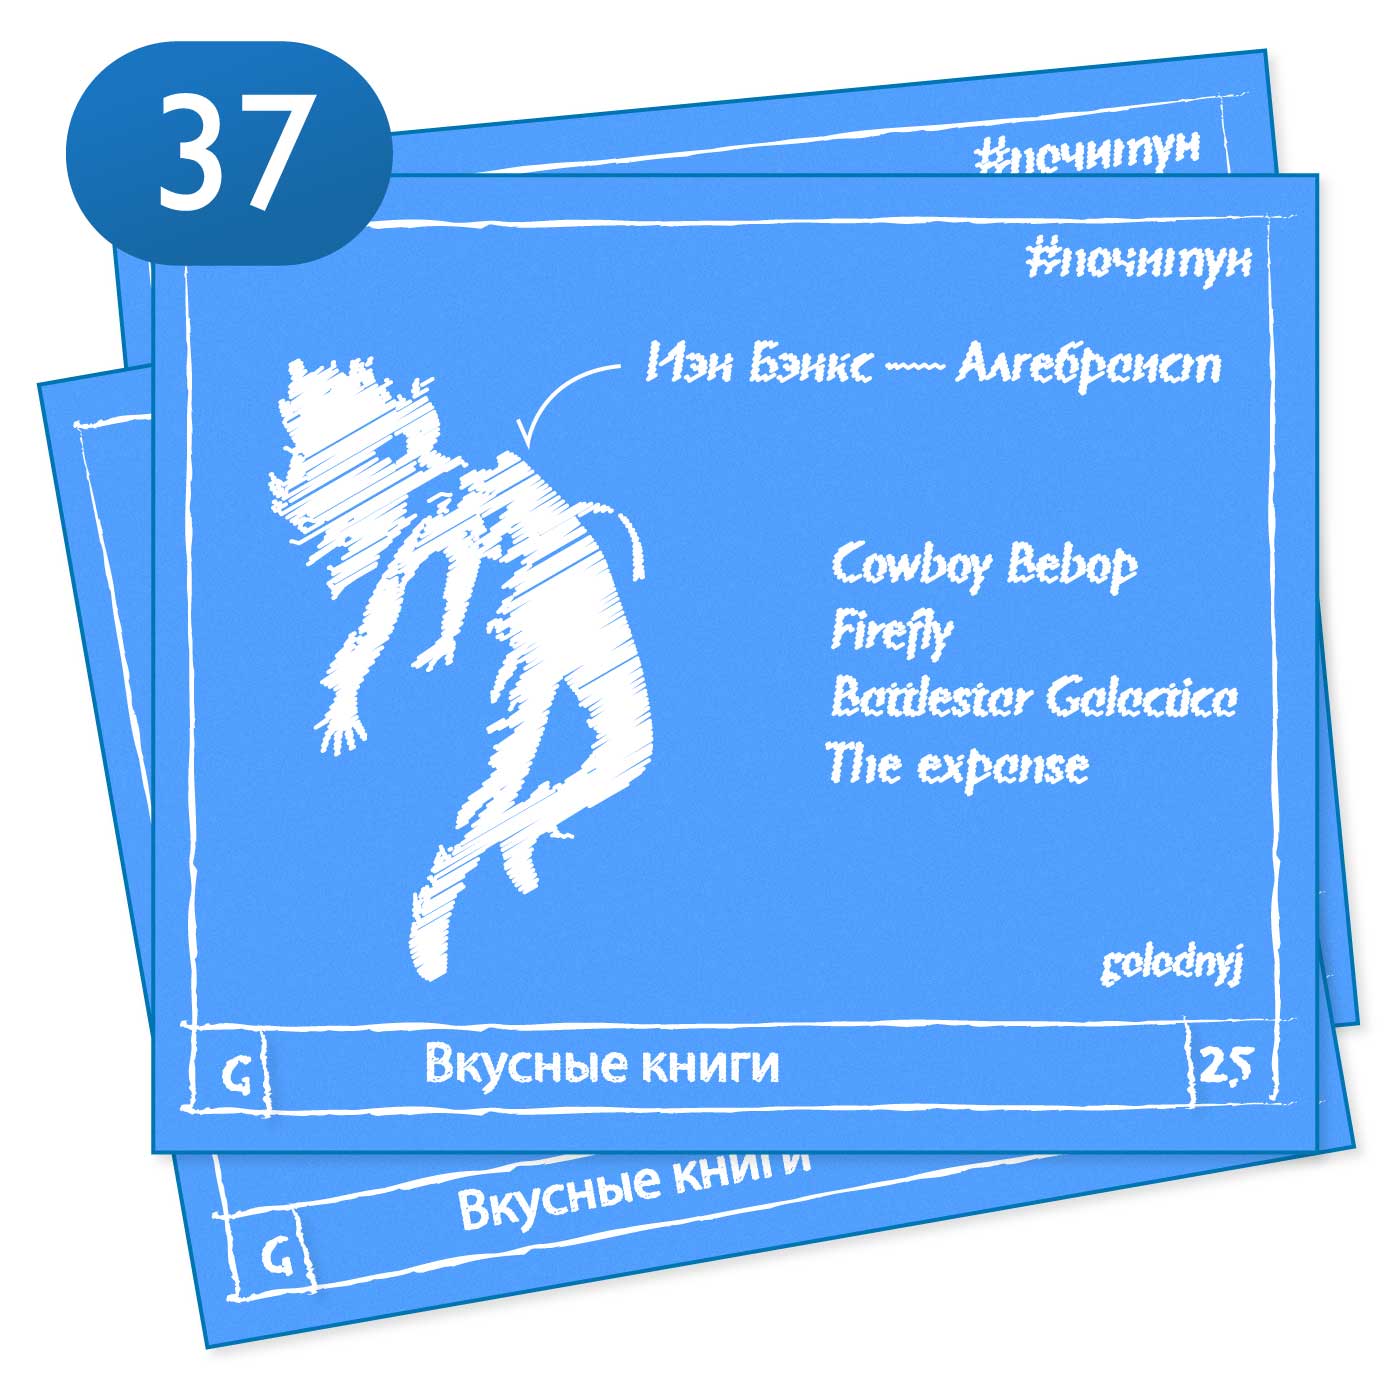 37
#почитун
#почитун
Иэн Бэнкс — Алгебраист
Cowboy Bebop
Firefly
Battlestar Galactica
The expanse
golodnyj
G
Вкусные книги
25
Вкусные книги
G